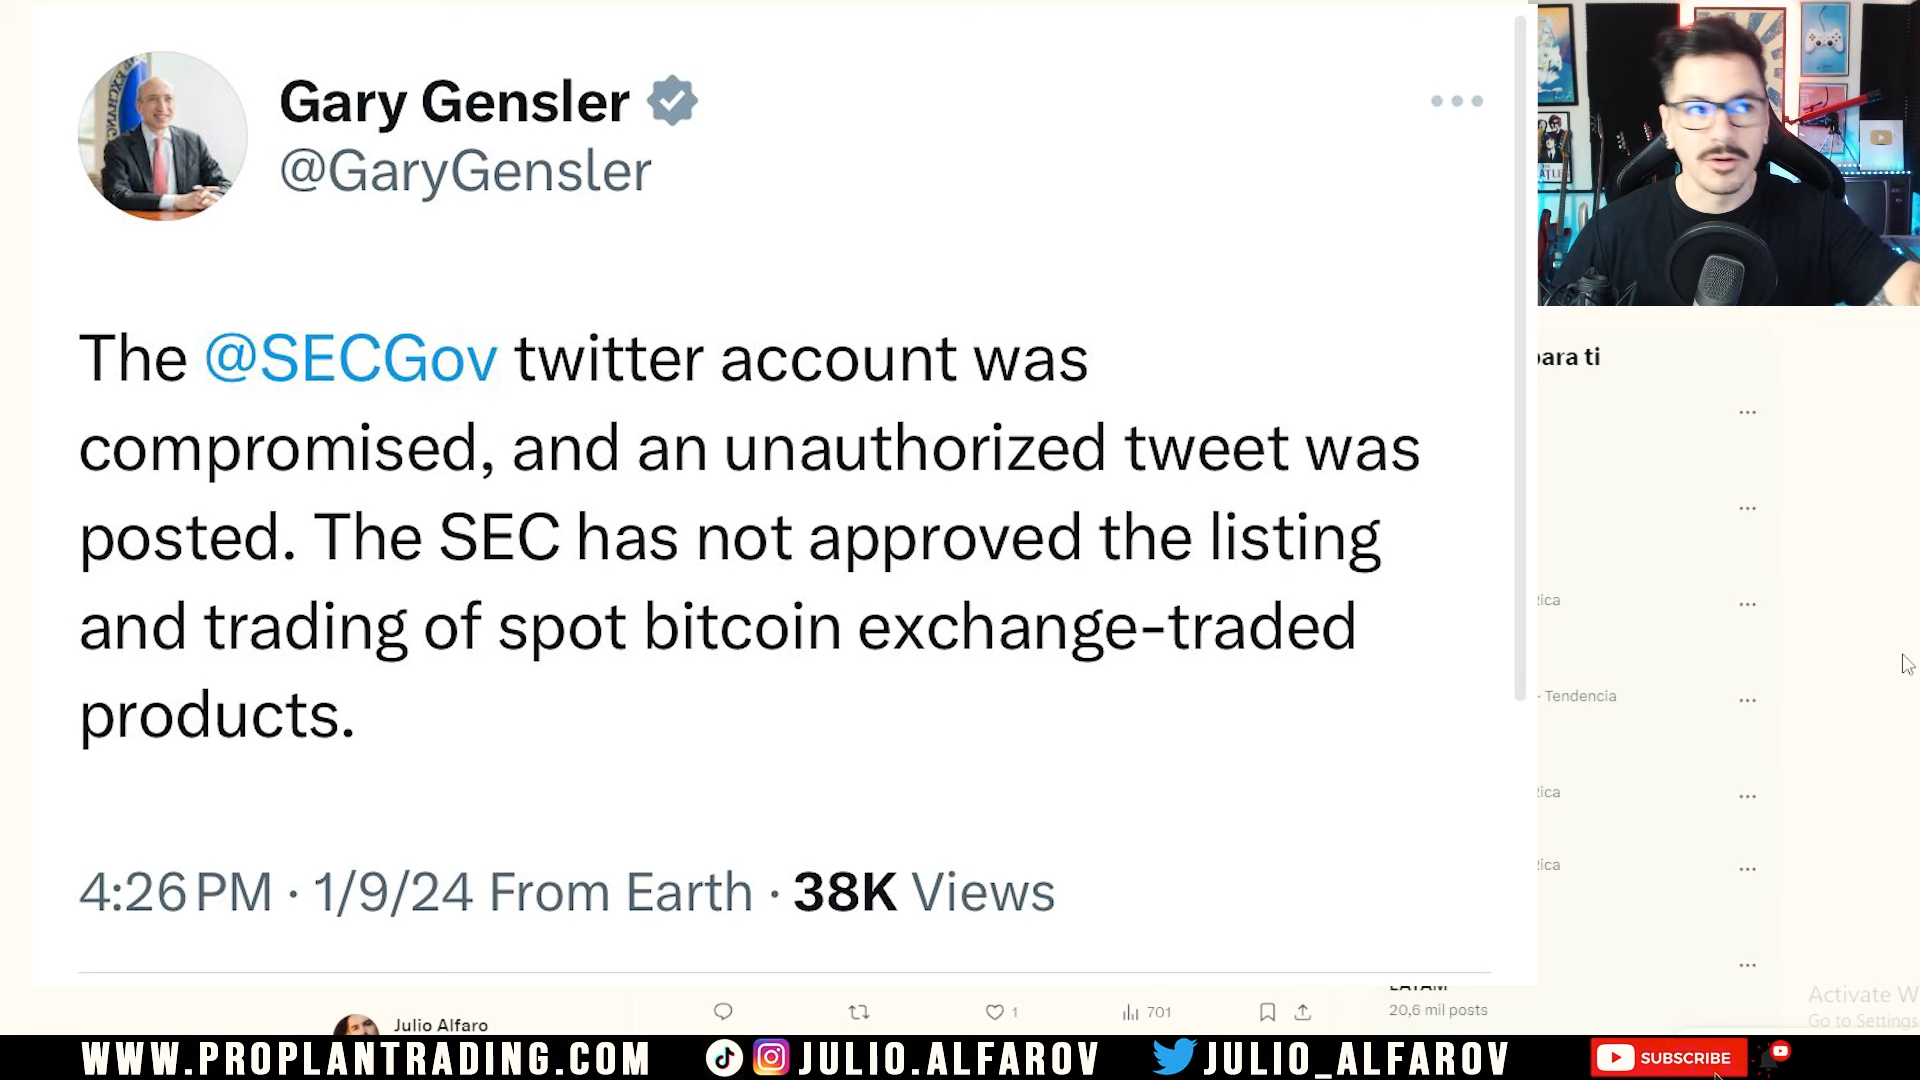 Gary Gensler
@GaryGensler
The @SECGov twitter account was
compromised, and an unauthorized tweet was
posted. The SEC has not approved the listing
and trading of spot bitcoin exchange-traded
products.
4:26 PM · 1/9/24 From Earth · 38K Views
para ti
· Tendencia
1
701
LATAM
20,6 mil posts
Julio Alfaro
Activate W
Go to Settings
WWW.PROPLANTRADING.COM
JULIO.ALFAROV
JULIO_ALFAROV
SUBSCRIBE